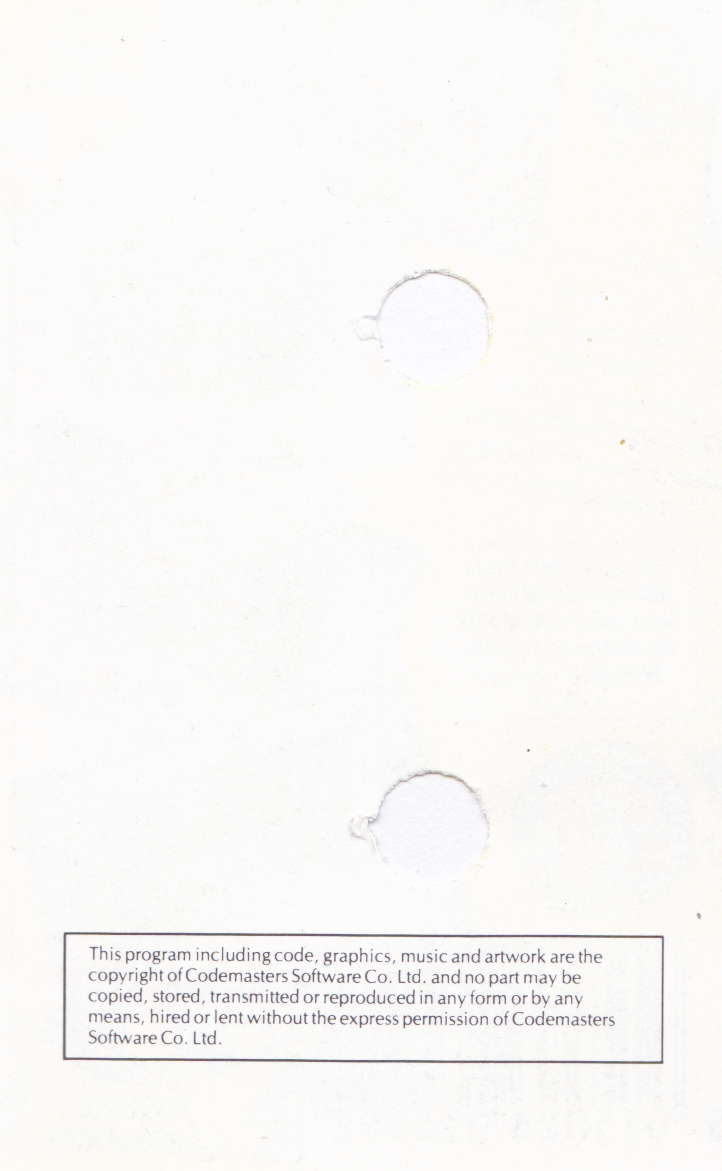 This program including code, graphics, music and artwork are the
copyright of Codemasters Software Co. Ltd. and no part may be
copied, stored, transmitted or reproduced in any form or by any
means, hired or lent without the express permission of Codemasters
Software Co. Ltd.